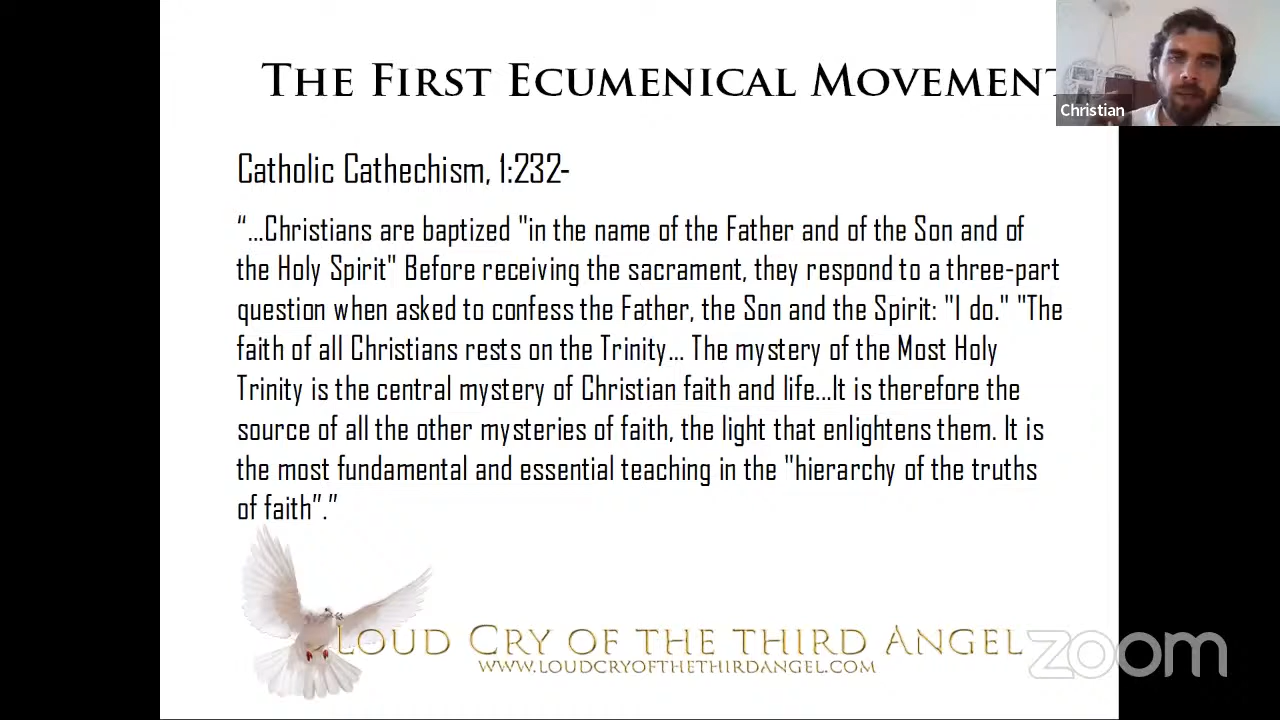 THE FIRST ECUMENICAL MOVEMENT
Christian
Catholic Cathechism, 1:232-
“...Christians are baptized "in the name of the Father and of the Son and of
the Holy Spirit" Before receiving the sacrament, they respond to a three-part
question when asked to confess the Father, the Son and the Spirit: "I do." "The
faith of all Christians rests on the Trinity... The mystery of the Most Holy
Trinity is the central mystery of Christian faith and life...It is therefore the
source of all the other mysteries of faith, the light that enlightens them. It is
the most fundamental and essential teaching in the "hierarchy of the truths
of faith”.”
LOUD CRY OF THE THIRD ANGEL
WWW.LOUDCRYOFTHETHIRDANGEL.COM
zoom